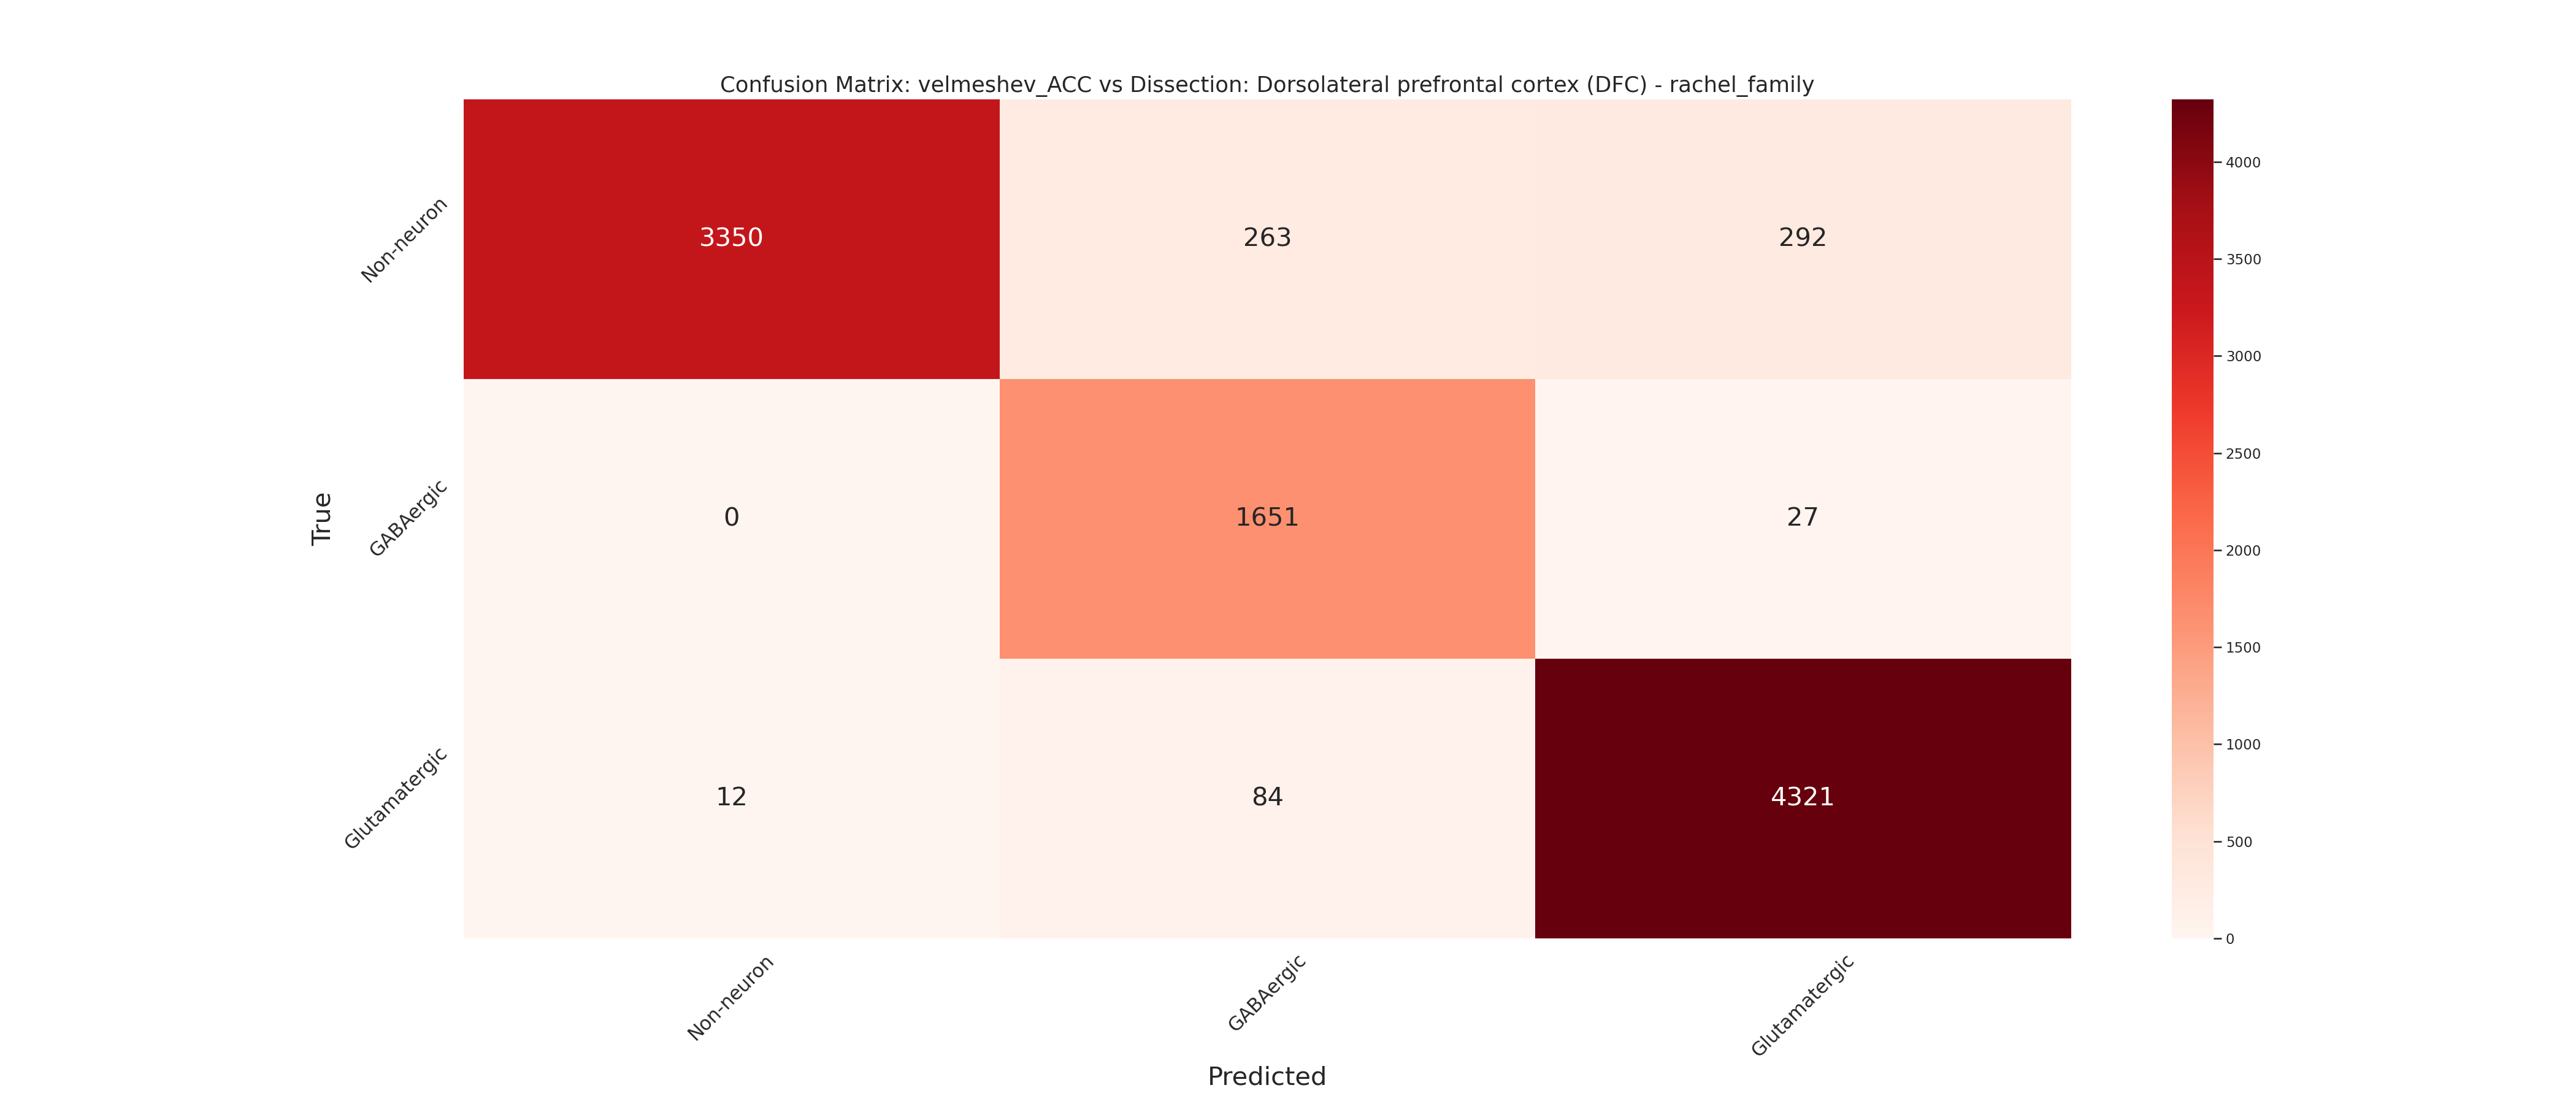 Confusion Matrix: velmeshev_ACC vs Dissection: Dorsolateral prefrontal cortex (DFC) - rachel_family
True
Non-neuron
3350
263
292
GABAergic
0
1651
27
Glutamatergic
12
84
4321
Non-neuron
GABAergic
Glutamatergic
Predicted
4000
3500
3000
2500
2000
1500
1000
500
0